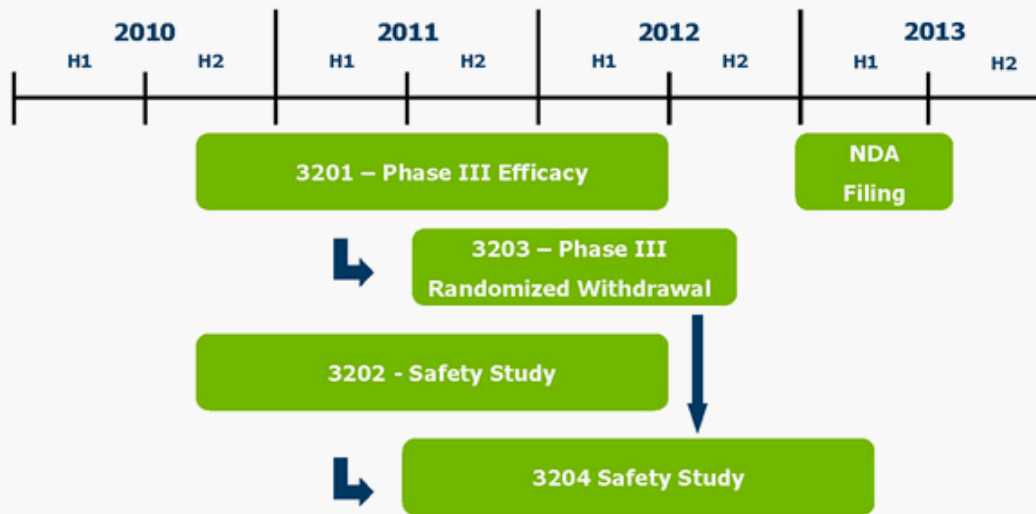 2010 2011 2012 2013
H1 H2 H1 H2 H1 H2 H1 H2
3201 – Phase III Efficacy
NDA
Filing
3203 – Phase III
Randomized Withdrawal
3202 - Safety Study
3204 Safety Study